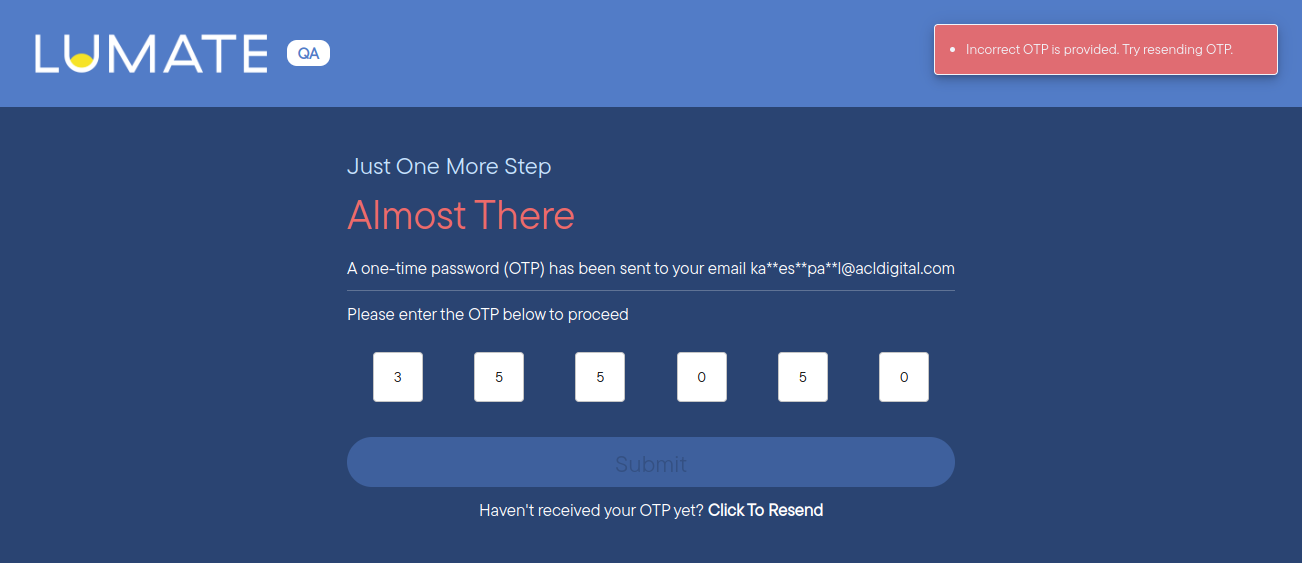 LUMATE QA
• Incorrect OTP is provided. Try resending OTP.
Just One More Step
Almost There
A one-time password (OTP) has been sent to your email ka**es**pa**l@acldigital.com
Please enter the OTP below to proceed
3 5 5 0 5 0
Submit
Haven't received your OTP yet? Click To Resend